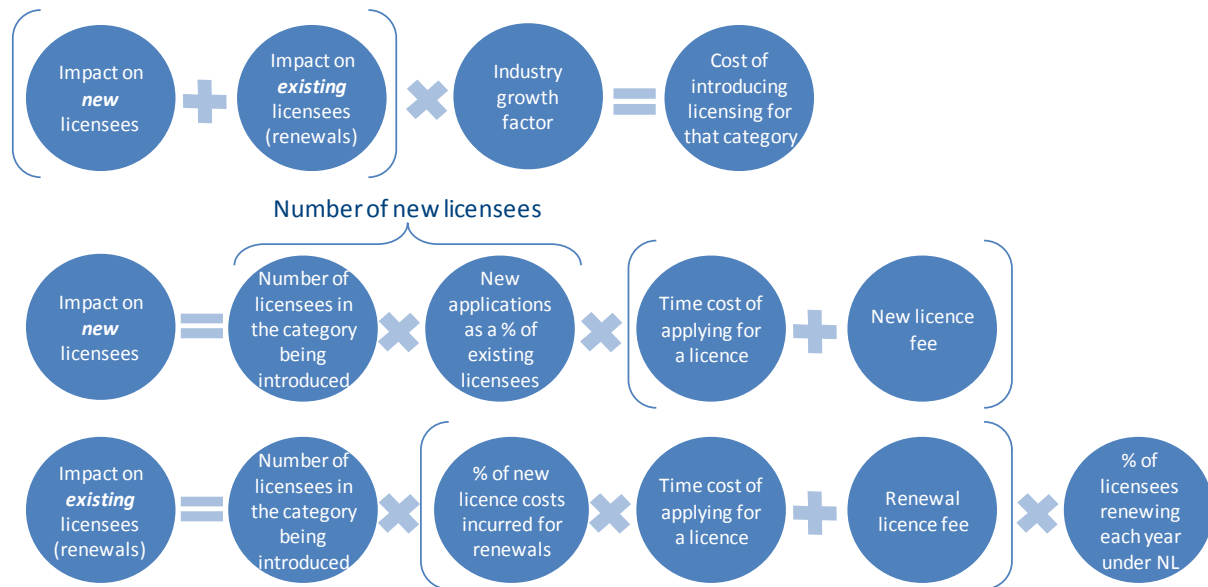 Impact on
new
licensees
Impact on
existing
licensees
(renewals)
Industry
growth
factor
Cost of
introducing
licensing for
that category
Number of new licensees
Impact on
new
licensees
Number of
licensees in
the category
being
introduced
New
applications
as a % of
existing
licensees
Time cost of
applying for
a licence
New licence
fee
Impact on
existing
licensees
(renewals)
Number of
licensees in
the category
being
introduced
% of new
licence costs
incurred for
renewals
Time cost of
applying for
a licence
Renewal
licence fee
% of
licensees
renewing
each year
under NL